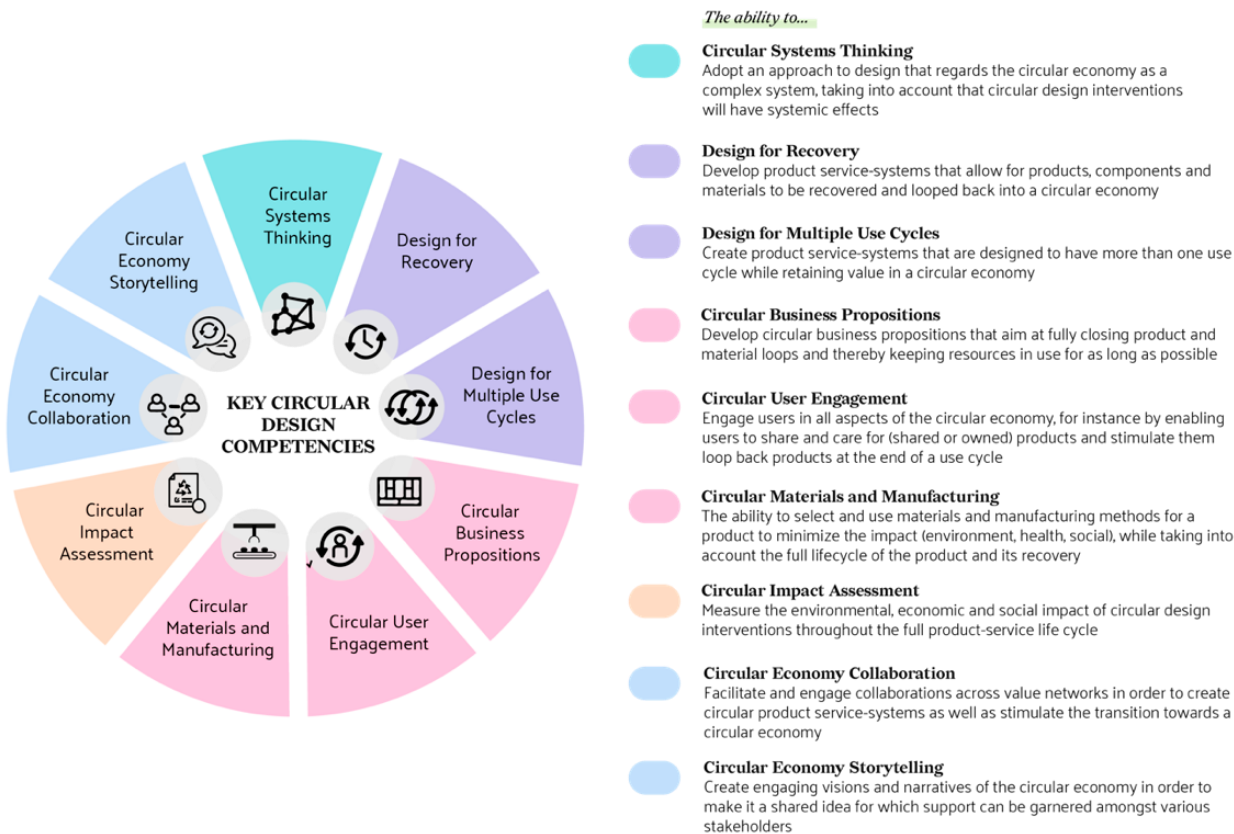 Circular
Systems
Thinking
Design for
Recovery
Design for
Multiple Use
Cycles
Circular
Business
Propositions
Circular User
Engagement
Circular
Materials and
Manufacturing
Circular
Impact
Assessment
Circular
Economy
Collaboration
Circular
Economy
Storytelling
KEY CIRCULAR
DESIGN
COMPETENCIES
The ability to...
Circular Systems Thinking
Adopt an approach to design that regards the circular economy as a
complex system, taking into account that circular design interventions
will have systemic effects
Design for Recovery
Develop product service-systems that allow for products, components and
materials to be recovered and looped back into a circular economy
Design for Multiple Use Cycles
Create product service-systems that are designed to have more than one use
cycle while retaining value in a circular economy
Circular Business Propositions
Develop circular business propositions that aim at fully closing product and
material loops and thereby keeping resources in use for as long as possible
Circular User Engagement
Engage users in all aspects of the circular economy, for instance by enabling
users to share and care for (shared or owned) products and stimulate them
loop back products at the end of a use cycle
Circular Materials and Manufacturing
The ability to select and use materials and manufacturing methods for a
product to minimize the impact (environment, health, social), while taking into
account the full lifecycle of the product and its recovery
Circular Impact Assessment
Measure the environmental, economic and social impact of circular design
interventions throughout the full product-service life cycle
Circular Economy Collaboration
Facilitate and engage collaborations across value networks in order to create
circular product service-systems as well as stimulate the transition towards a
circular economy
Circular Economy Storytelling
Create engaging visions and narratives of the circular economy in order to
make it a shared idea for which support can be garnered amongst various
stakeholders